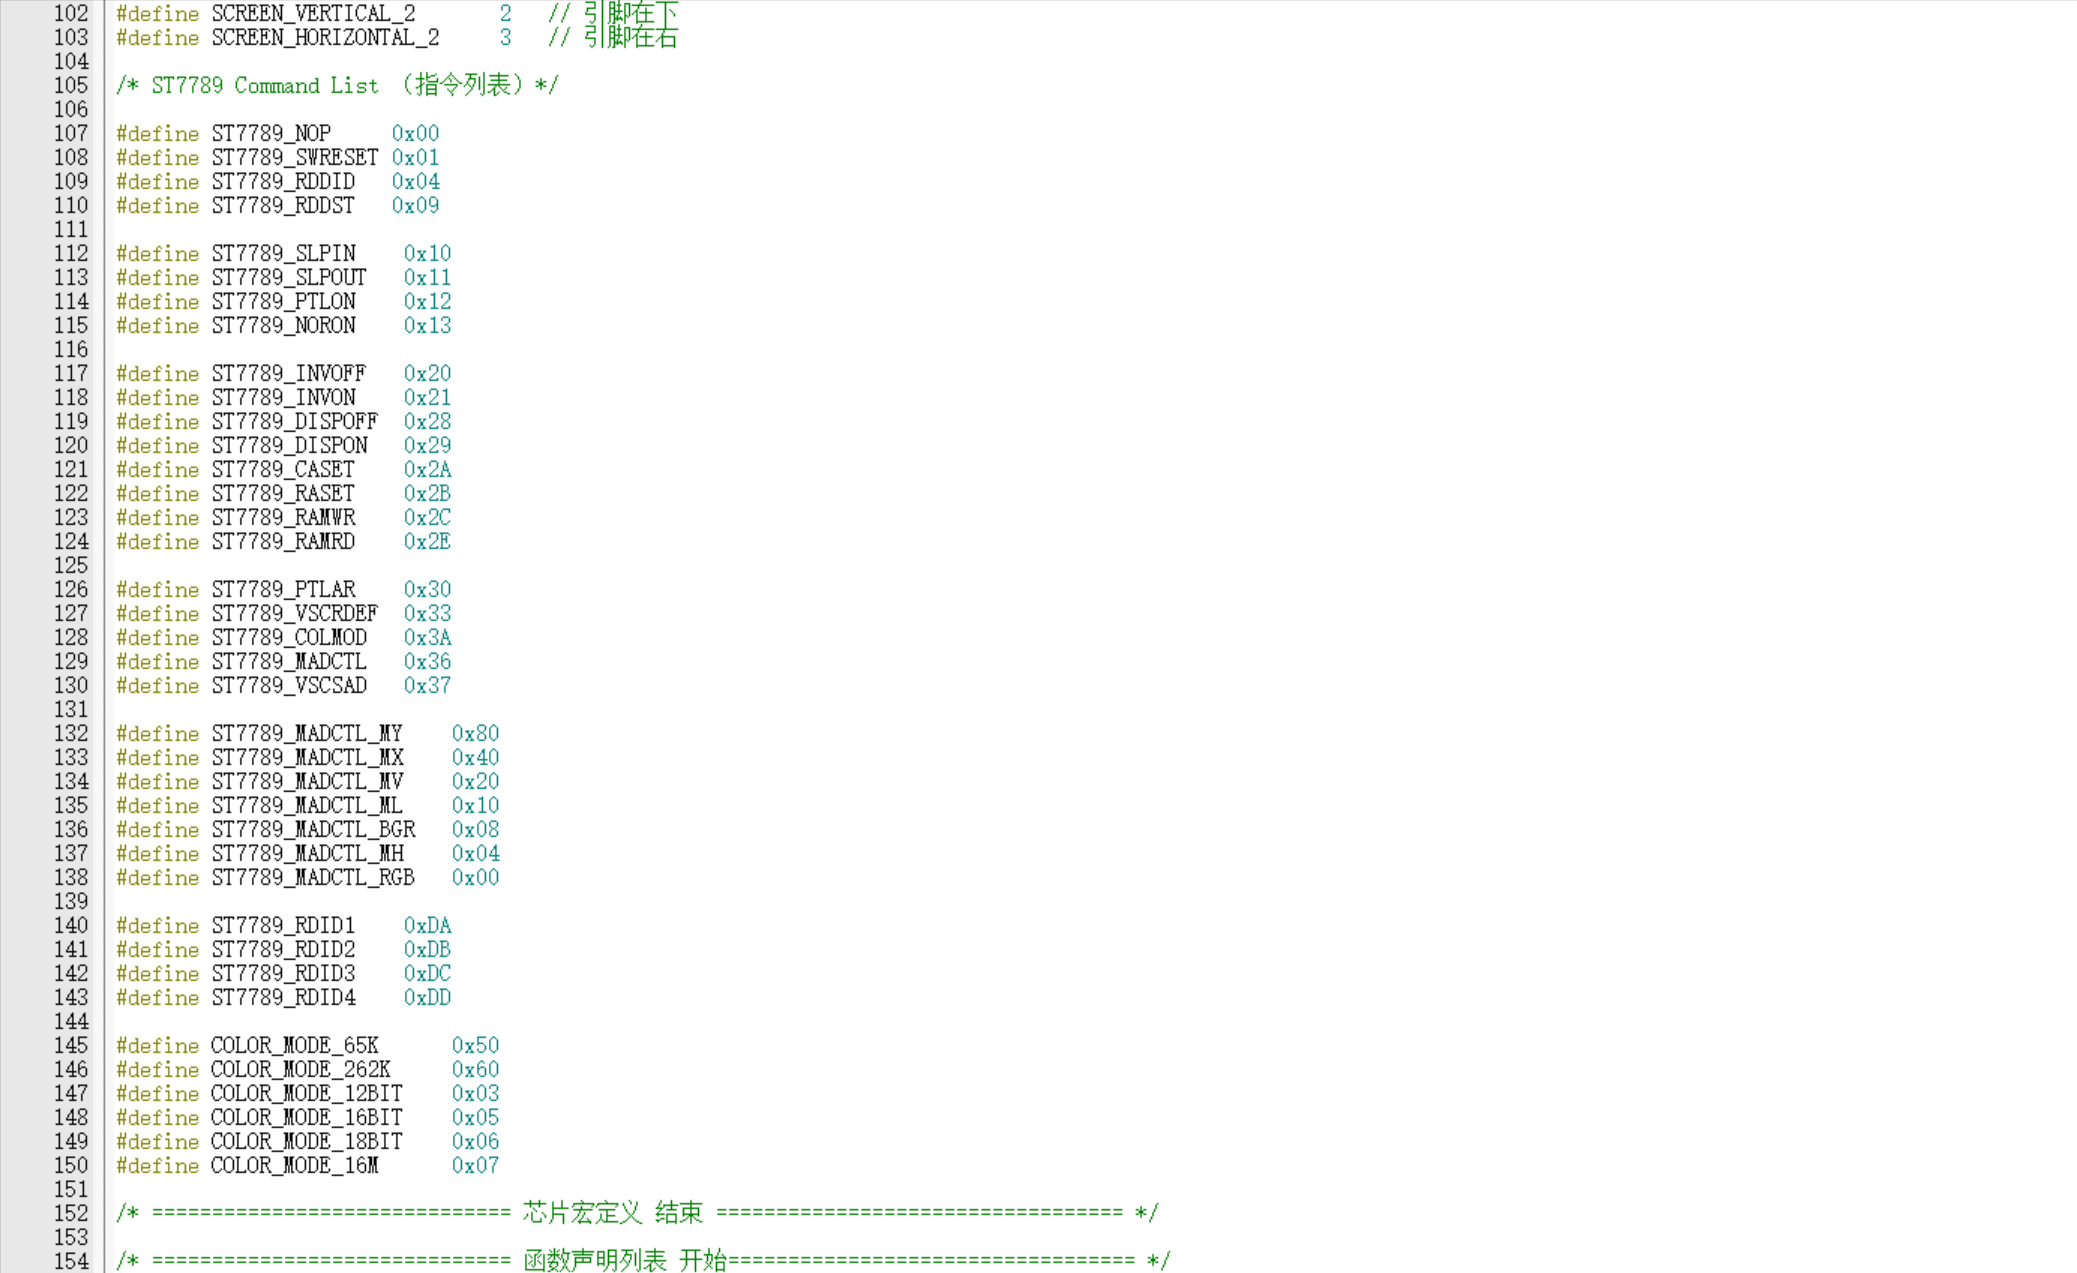 102 #define SCREEN_VERTICAL_2 2 // 引脚在下
103 #define SCREEN_HORIZONTAL_2 3 // 引脚在右
104
105 /* ST7789 Command List （指令列表）*/
106
107 #define ST7789_NOP 0x00
108 #define ST7789_SWRESET 0x01
109 #define ST7789_RDDID 0x04
110 #define ST7789_RDDST 0x09
111
112 #define ST7789_SLPIN 0x10
113 #define ST7789_SLPOUT 0x11
114 #define ST7789_PTLON 0x12
115 #define ST7789_NORON 0x13
116
117 #define ST7789_INVOFF 0x20
118 #define ST7789_INVON 0x21
119 #define ST7789_DISPOFF 0x28
120 #define ST7789_DISPON 0x29
121 #define ST7789_CASET 0x2A
122 #define ST7789_RASET 0x2B
123 #define ST7789_RAMWR 0x2C
124 #define ST7789_RAMRD 0x2E
125
126 #define ST7789_PTLAR 0x30
127 #define ST7789_VSCRDEF 0x33
128 #define ST7789_COLMOD 0x3A
129 #define ST7789_MADCTL 0x36
130 #define ST7789_VSCSAD 0x37
131
132 #define ST7789_MADCTL_MY 0x80
133 #define ST7789_MADCTL_MX 0x40
134 #define ST7789_MADCTL_MV 0x20
135 #define ST7789_MADCTL_ML 0x10
136 #define ST7789_MADCTL_BGR 0x08
137 #define ST7789_MADCTL_MH 0x04
138 #define ST7789_MADCTL_RGB 0x00
139
140 #define ST7789_RDID1 0xDA
141 #define ST7789_RDID2 0xDB
142 #define ST7789_RDID3 0xDC
143 #define ST7789_RDID4 0xDD
144
145 #define COLOR_MODE_65K 0x50
146 #define COLOR_MODE_262K 0x60
147 #define COLOR_MODE_12BIT 0x03
148 #define COLOR_MODE_16BIT 0x05
149 #define COLOR_MODE_18BIT 0x06
150 #define COLOR_MODE_16M 0x07
151
152 /* ============================== 芯片宏定义 结束 ================================== */
153
154 /* ============================== 函数声明列表 开始================================== */